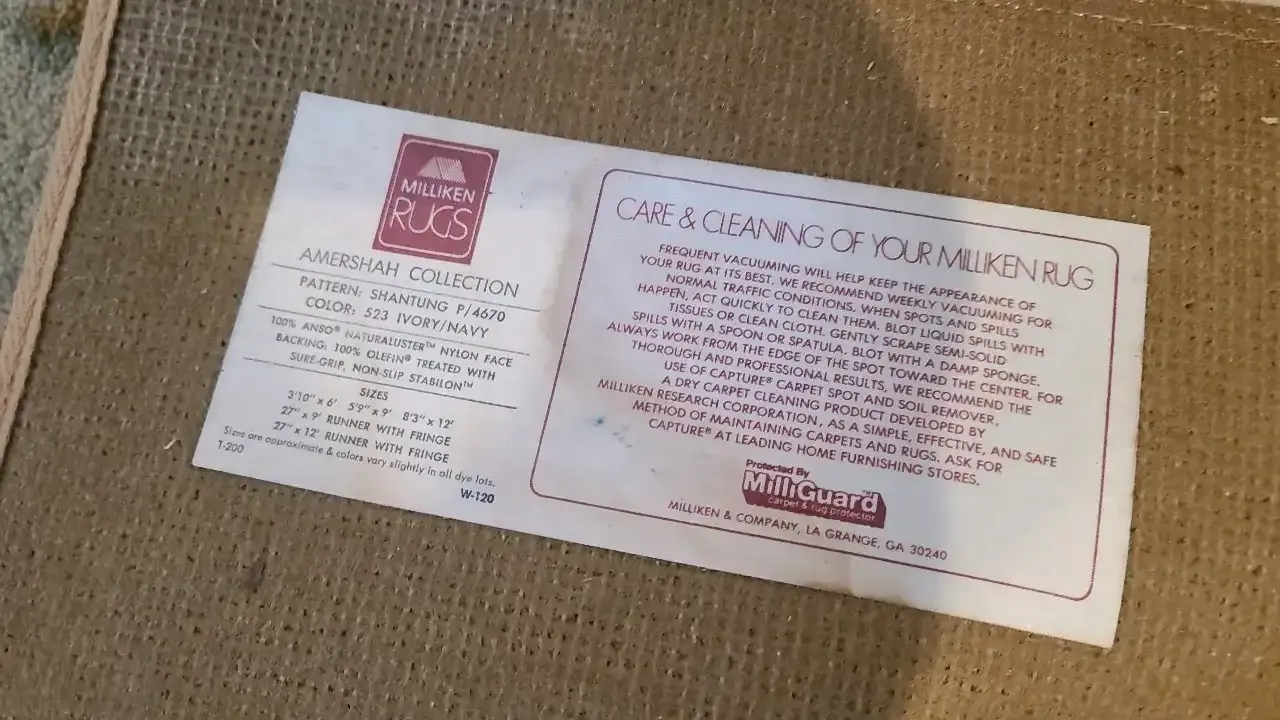 MILLIKEN
RUGS
AMERSHAH COLLECTION
PATTERN: SHANTUNG P/4670
COLOR: 523 IVORY/NAVY
100% ANSO® NATURALUSTER™ NYLON FACE
BACKING: 100% OLEFIN® TREATED WITH
SURE-GRIP, NON-SLIP STABILON™
SIZES
3'10" x 6' 5'9" x 9' 8'3" x 12'
27" x 9' RUNNER WITH FRINGE
27" x 12' RUNNER WITH FRINGE
Sizes are approximate & colors vary slightly in all dye lots.
T-200
W-120
CARE & CLEANING OF YOUR MILLIKEN RUG
FREQUENT VACUUMING WILL HELP KEEP THE APPEARANCE OF
YOUR RUG AT ITS BEST. WE RECOMMEND WEEKLY VACUUMING FOR
NORMAL TRAFFIC CONDITIONS. WHEN SPOTS AND SPILLS
HAPPEN, ACT QUICKLY TO CLEAN THEM. BLOT LIQUID SPILLS WITH
TISSUES OR CLEAN CLOTH. GENTLY SCRAPE SEMI-SOLID
SPILLS WITH A SPOON OR SPATULA. BLOT WITH A DAMP SPONGE.
ALWAYS WORK FROM THE EDGE OF THE SPOT TOWARD THE CENTER. FOR
THOROUGH AND PROFESSIONAL RESULTS, WE RECOMMEND THE
USE OF CAPTURE® CARPET SPOT AND SOIL REMOVER,
A DRY CARPET CLEANING PRODUCT DEVELOPED BY
MILLIKEN RESEARCH CORPORATION, AS A SIMPLE, EFFECTIVE, AND SAFE
METHOD OF MAINTAINING CARPETS AND RUGS. ASK FOR
CAPTURE® AT LEADING HOME FURNISHING STORES.
Protected By
MilliGuard™
carpet & rug protector
MILLIKEN & COMPANY, LA GRANGE, GA 30240